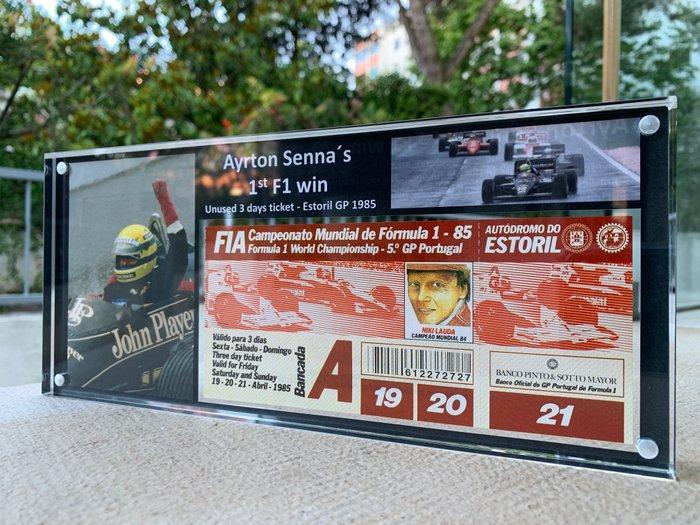 Ayrton Senna´s
1st F1 win
Unused 3 days ticket - Estoril GP 1985
John Player
FIA
Campeonato Mundial de Fórmula 1 - 85
Formula 1 World Championship - 5.º GP Portugal
AUTÓDROMO DO
ESTORIL
NIKI LAUDA
CAMPEÃO MUNDIAL 84
Válido para 3 dias
Sexta - Sábado - Domingo
Three day ticket
Valid for Friday
Saturday and Sunday
19 - 20 - 21 - Abril - 1985
Bancada
A
612272727
19
20
BANCO PINTO & SOTTO MAYOR
Banco Oficial do GP Portugal de Formula I
21